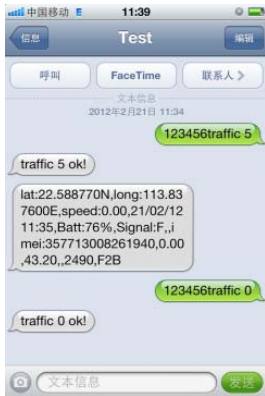 中国移动 E 11:39
信息 Test 编辑
呼叫 FaceTime 联系人 >
文本信息
2012年2月21日 11:34
123456traffic 5
traffic 5 ok!
lat:22.588770N,long:113.83
7600E,speed:0.00,21/02/12
11:35,Batt:76%,Signal:F,,i
mei:357713008261940,0.00
,43.20,,2490,F2B
123456traffic 0
traffic 0 ok!
文本信息 发送